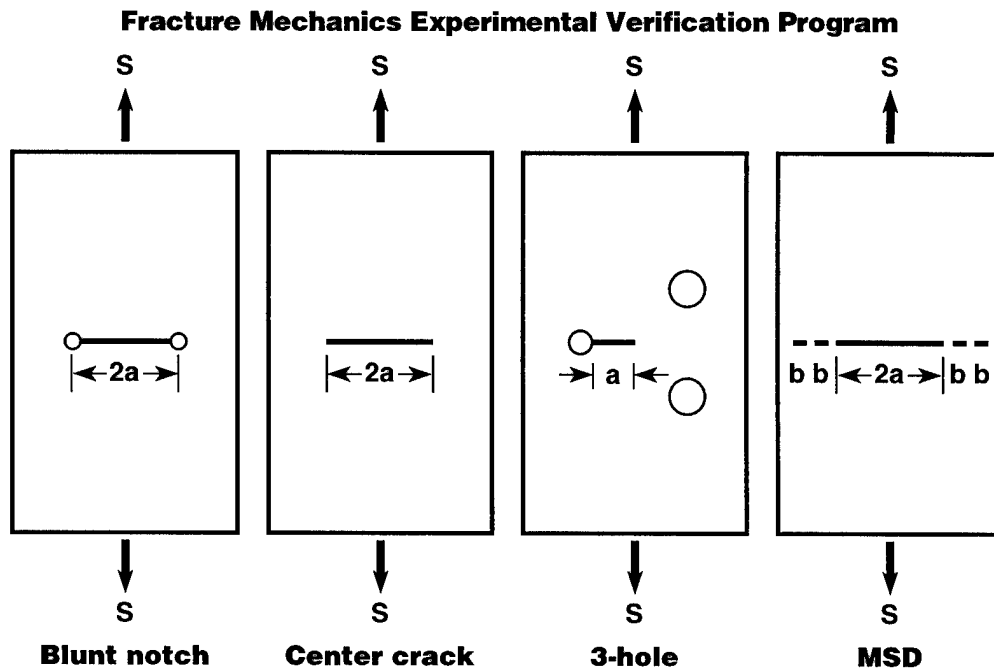 Fracture Mechanics Experimental Verification Program
S S S S
2a 2a a b b 2a b b
S S S S
Blunt notch Center crack 3-hole MSD